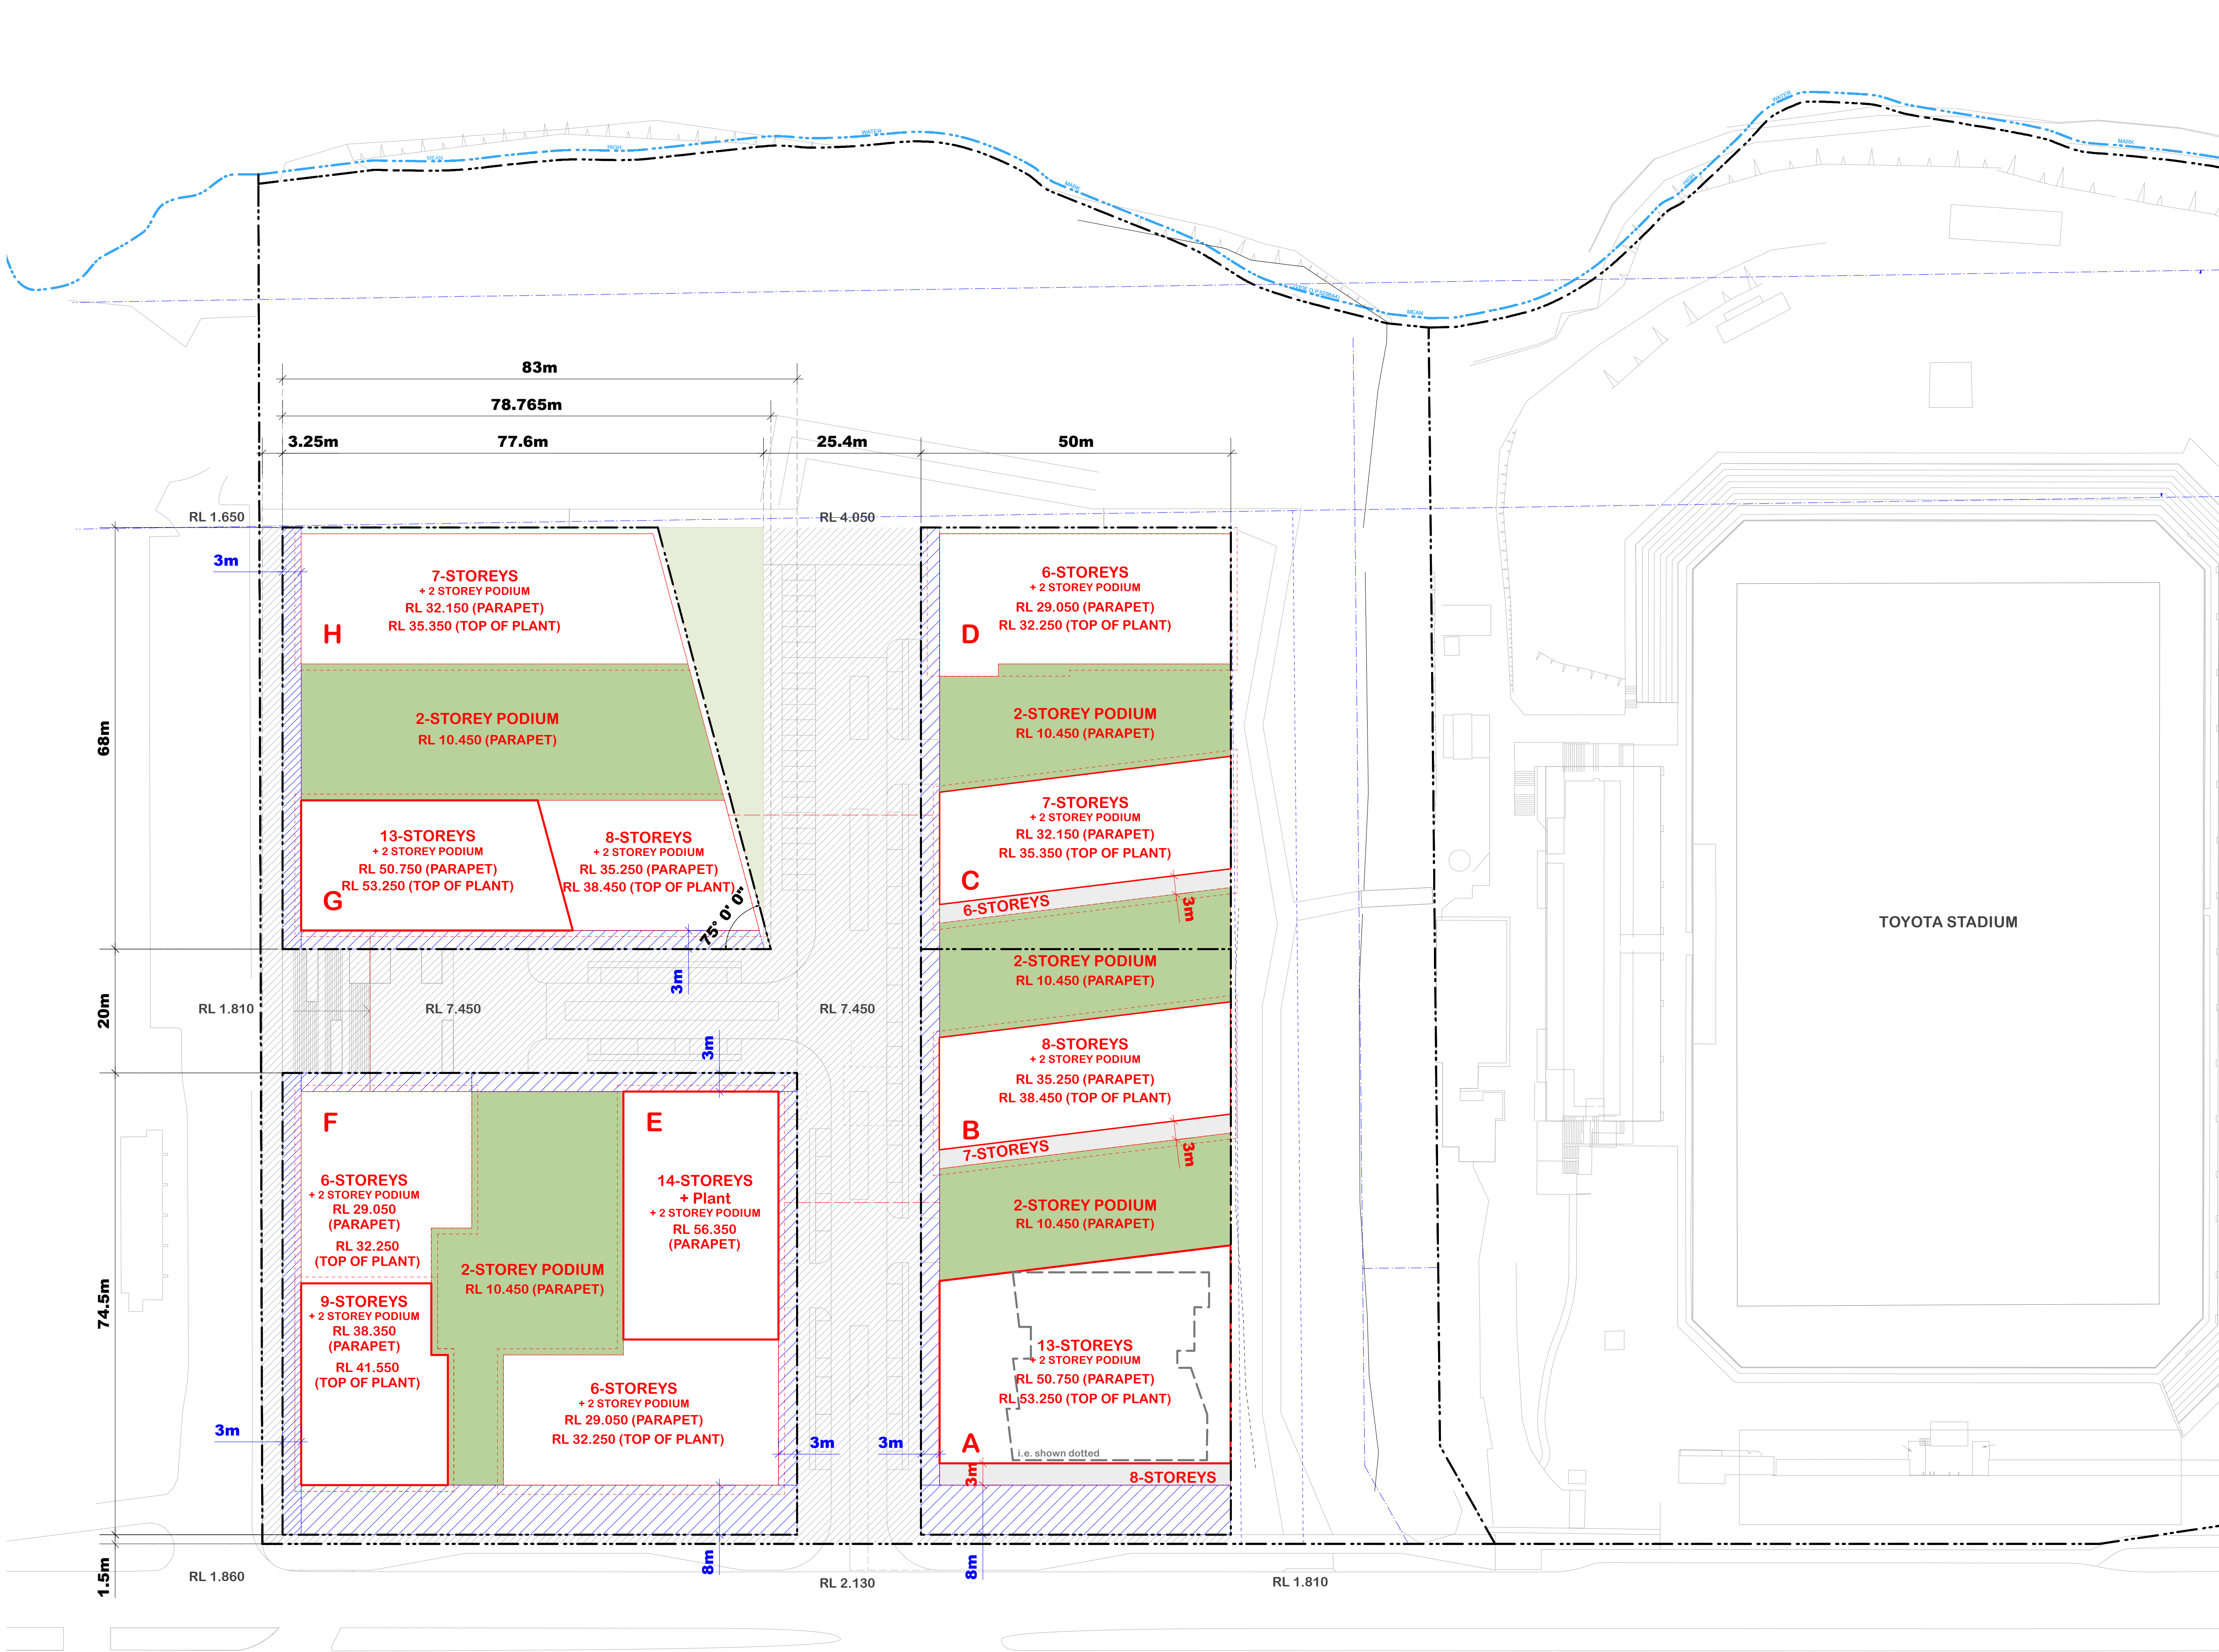 WATER
MARK
MEAN
HIGH
WATER
MARK
HIGH
MEAN
83m
78.765m
3.25m
77.6m
25.4m
50m
RL 1.650
RL 4.050
3m
7-STOREYS
+ 2 STOREY PODIUM
RL 32.150 (PARAPET)
RL 35.350 (TOP OF PLANT)
H
6-STOREYS
+ 2 STOREY PODIUM
RL 29.050 (PARAPET)
RL 32.250 (TOP OF PLANT)
D
68m
2-STOREY PODIUM
RL 10.450 (PARAPET)
2-STOREY PODIUM
RL 10.450 (PARAPET)
13-STOREYS
+ 2 STOREY PODIUM
RL 50.750 (PARAPET)
RL 53.250 (TOP OF PLANT)
G
8-STOREYS
+ 2 STOREY PODIUM
RL 35.250 (PARAPET)
RL 38.450 (TOP OF PLANT)
75° 0' 0"
7-STOREYS
+ 2 STOREY PODIUM
RL 32.150 (PARAPET)
RL 35.350 (TOP OF PLANT)
C
6-STOREYS
3m
TOYOTA STADIUM
3m
20m
RL 1.810
RL 7.450
RL 7.450
2-STOREY PODIUM
RL 10.450 (PARAPET)
3m
8-STOREYS
+ 2 STOREY PODIUM
RL 35.250 (PARAPET)
RL 38.450 (TOP OF PLANT)
B
7-STOREYS
3m
F
E
6-STOREYS
+ 2 STOREY PODIUM
RL 29.050
(PARAPET)
RL 32.250
(TOP OF PLANT)
14-STOREYS
+ Plant
+ 2 STOREY PODIUM
RL 56.350
(PARAPET)
2-STOREY PODIUM
RL 10.450 (PARAPET)
74.5m
2-STOREY PODIUM
RL 10.450 (PARAPET)
9-STOREYS
+ 2 STOREY PODIUM
RL 38.350
(PARAPET)
RL 41.550
(TOP OF PLANT)
13-STOREYS
+ 2 STOREY PODIUM
RL 50.750 (PARAPET)
RL 53.250 (TOP OF PLANT)
6-STOREYS
+ 2 STOREY PODIUM
RL 29.050 (PARAPET)
RL 32.250 (TOP OF PLANT)
3m
3m
3m
A
i.e. shown dotted
3m
8-STOREYS
1.5m
8m
8m
RL 1.860
RL 2.130
RL 1.810